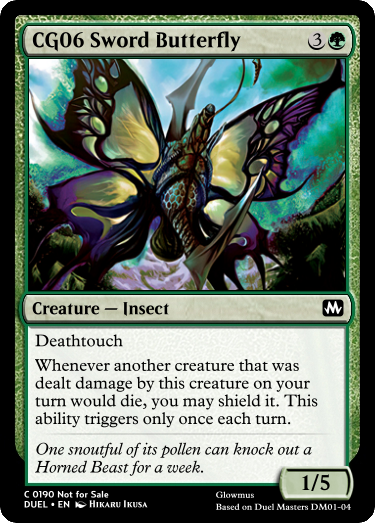 CG06 Sword Butterfly 3
Creature — Insect
Deathtouch
Whenever another creature that was
dealt damage by this creature on your
turn would die, you may shield it. This
ability triggers only once each turn.
One snoutful of its pollen can knock out a
Horned Beast for a week.
1/5
C 0190 Not for Sale
DUEL • EN Hikaru Ikusa
Glowmus
Based on Duel Masters DM01-04